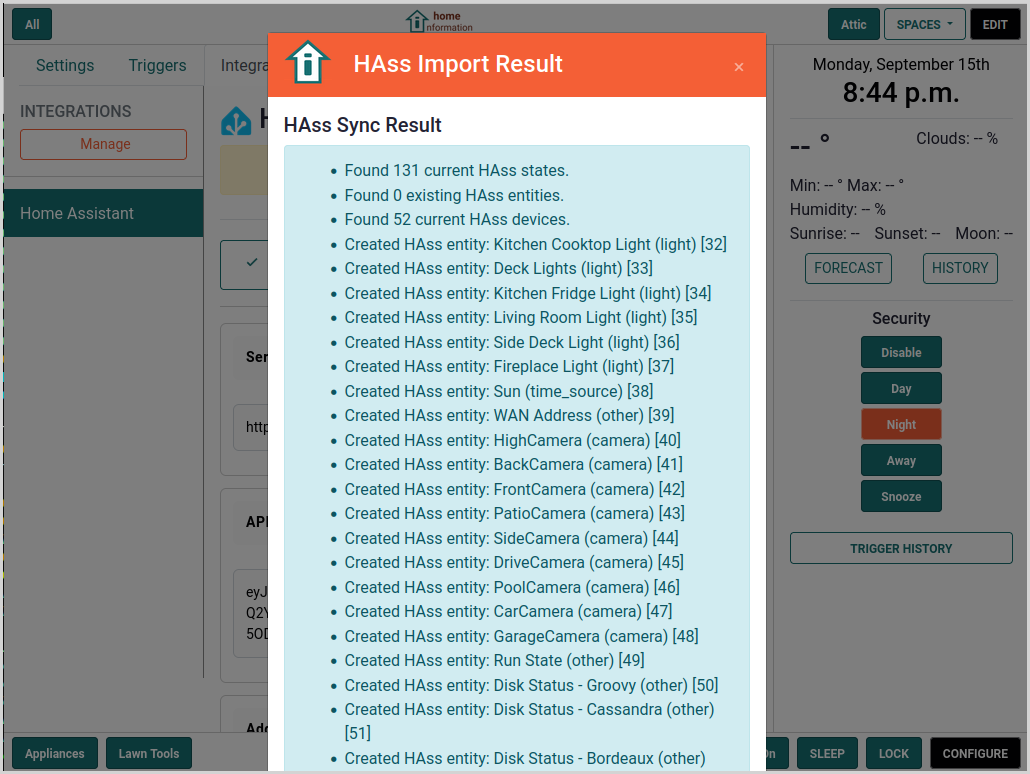 All
home
nformation
Attic
SPACES
EDIT
Settings
Triggers
Integra
INTEGRATIONS
Manage
Home Assistant
H
Ser
http
API
eyJ
Q2Y
5OD
Add
HAss Import Result
×
HAss Sync Result
Found 131 current HAss states.
Found 0 existing HAss entities.
Found 52 current HAss devices.
Created HAss entity: Kitchen Cooktop Light (light) [32]
Created HAss entity: Deck Lights (light) [33]
Created HAss entity: Kitchen Fridge Light (light) [34]
Created HAss entity: Living Room Light (light) [35]
Created HAss entity: Side Deck Light (light) [36]
Created HAss entity: Fireplace Light (light) [37]
Created HAss entity: Sun (time_source) [38]
Created HAss entity: WAN Address (other) [39]
Created HAss entity: HighCamera (camera) [40]
Created HAss entity: BackCamera (camera) [41]
Created HAss entity: FrontCamera (camera) [42]
Created HAss entity: PatioCamera (camera) [43]
Created HAss entity: SideCamera (camera) [44]
Created HAss entity: DriveCamera (camera) [45]
Created HAss entity: PoolCamera (camera) [46]
Created HAss entity: CarCamera (camera) [47]
Created HAss entity: GarageCamera (camera) [48]
Created HAss entity: Run State (other) [49]
Created HAss entity: Disk Status - Groovy (other) [50]
Created HAss entity: Disk Status - Cassandra (other)
[51]
Created HAss entity: Disk Status - Bordeaux (other)
Monday, September 15th
8:44 p.m.
-- °
Clouds: -- %
Min: -- ° Max: -- °
Humidity: -- %
Sunrise: -- Sunset: -- Moon: --
FORECAST
HISTORY
Security
Disable
Day
Night
Away
Snooze
TRIGGER HISTORY
Appliances
Lawn Tools
On
SLEEP
LOCK
CONFIGURE